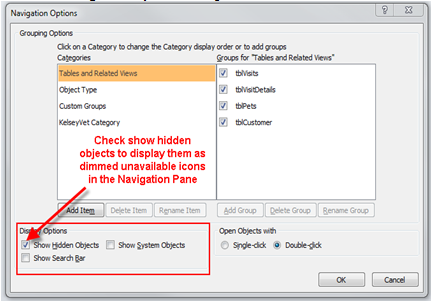 Navigation Options
?
Grouping Options
Click on a Category to change the Category display order or to add groups
Categories
Groups for "Tables and Related Views"
Tables and Related Views
Object Type
Custom Groups
KelseyVet Category
tblVisits
tblVisitDetails
tblPets
tblCustomer
Check show hidden
objects to display them as
dimmed unavailable icons
in the Navigation Pane
Add Item
Delete Item
Rename Item
Add Group
Delete Group
Rename Group
Display Options
Show Hidden Objects
Show System Objects
Show Search Bar
Open Objects with
Single-click
Double-click
OK
Cancel